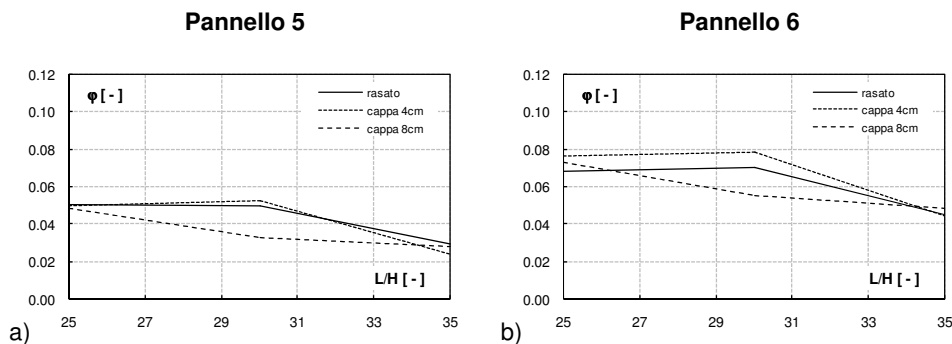 Pannello 5
0.12
0.10
0.08
0.06
0.04
0.02
0.00
φ [ - ]
rasato
cappa 4cm
cappa 8cm
L/H [ - ]
25 27 29 31 33 35
a)
Pannello 6
0.12
0.10
0.08
0.06
0.04
0.02
0.00
φ [ - ]
rasato
cappa 4cm
cappa 8cm
L/H [ - ]
25 27 29 31 33 35
b)